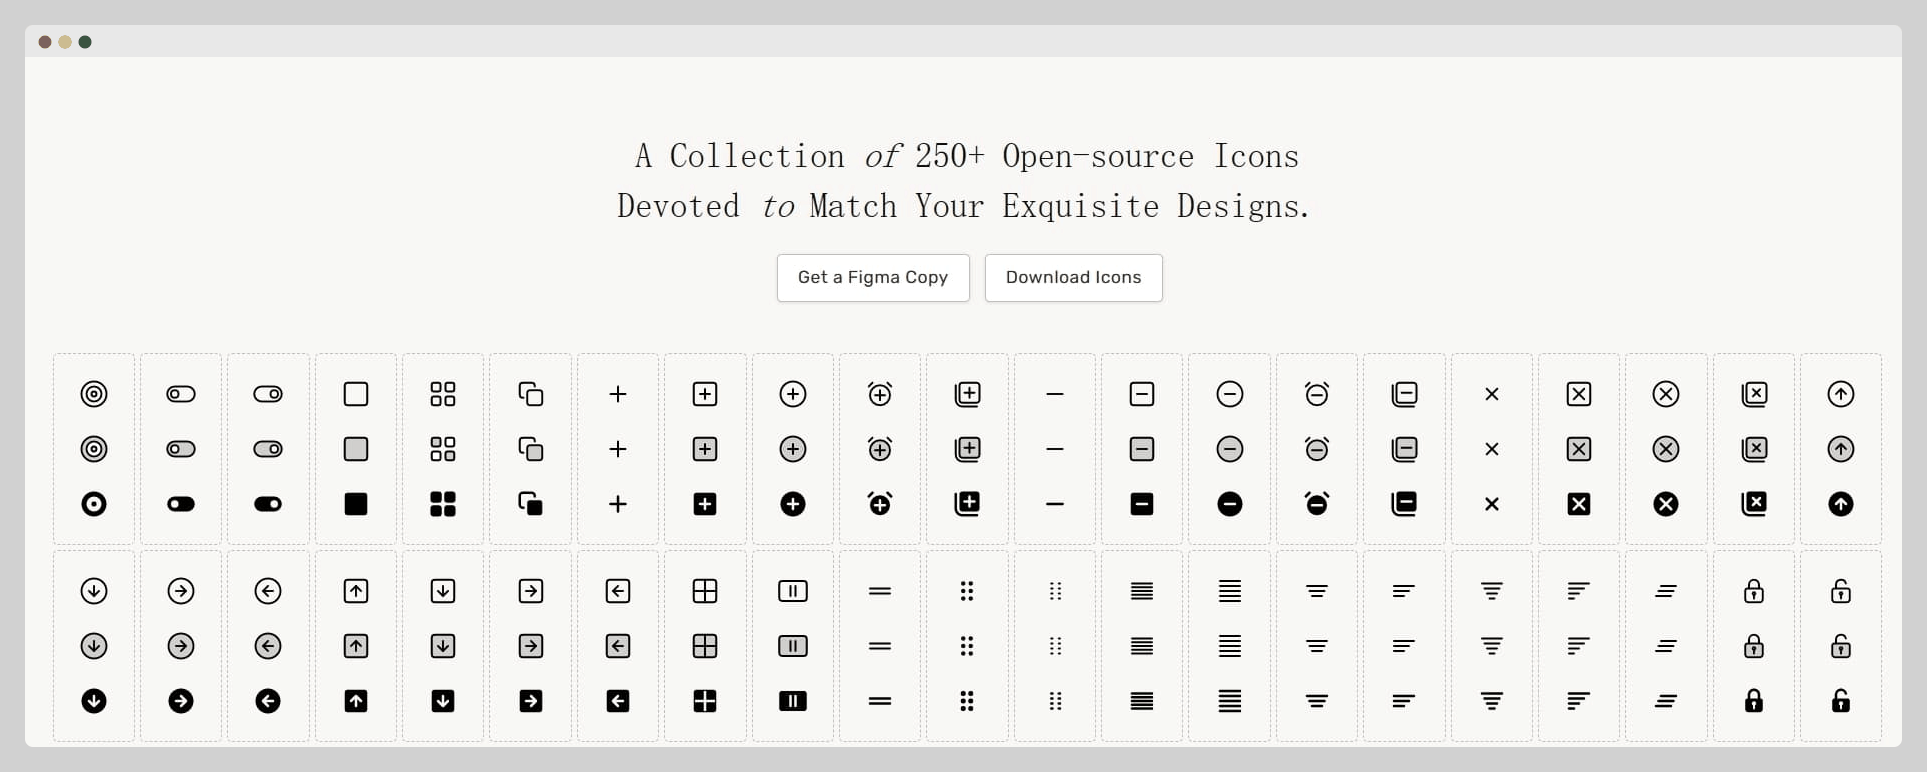 A Collection of 250+ Open-source Icons
Devoted to Match Your Exquisite Designs.
Get a Figma Copy
Download Icons